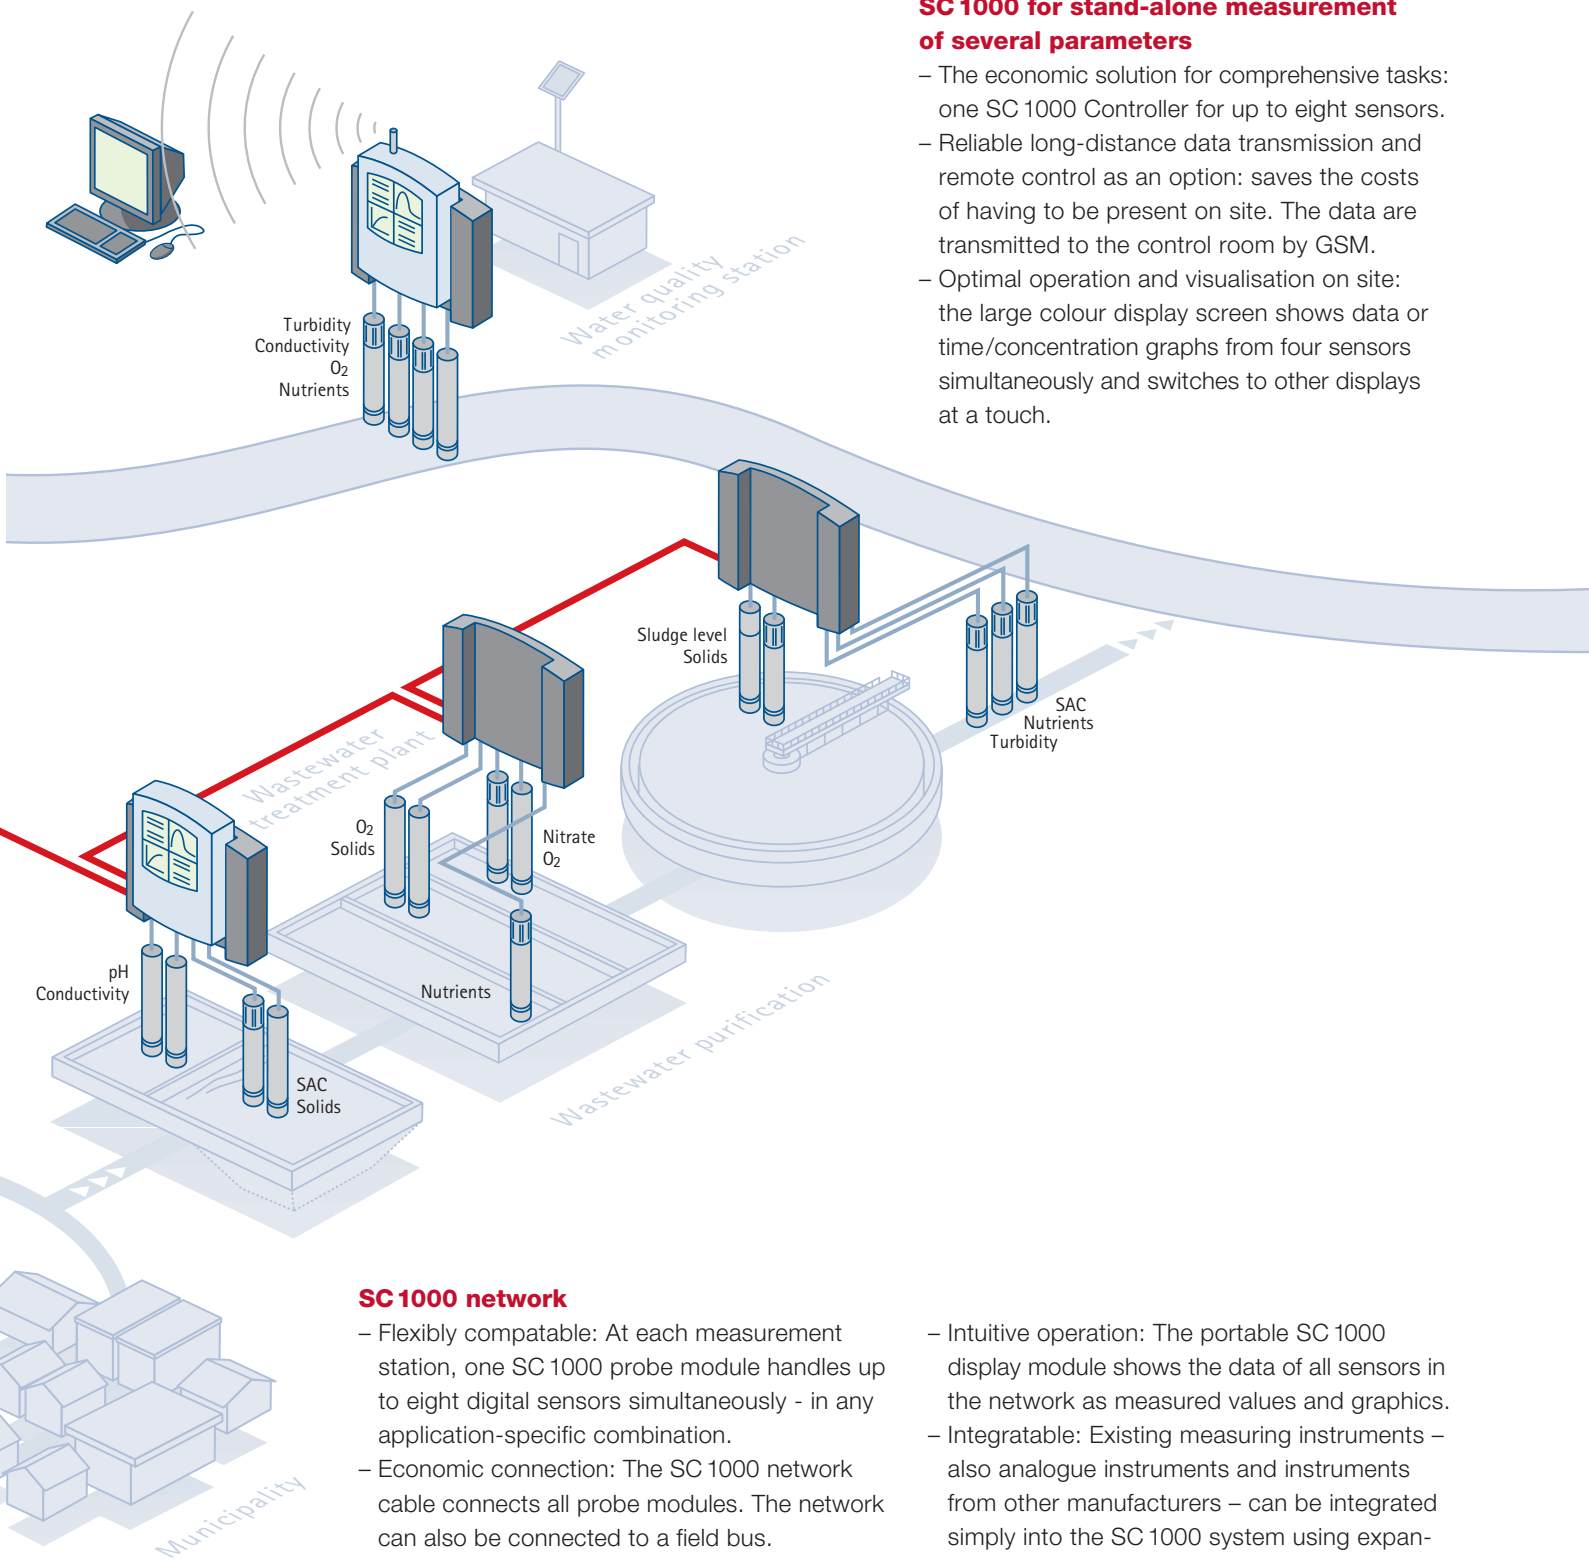 SC 1000 for stand-alone measurement
of several parameters
– The economic solution for comprehensive tasks:
one SC 1000 Controller for up to eight sensors.
– Reliable long-distance data transmission and
remote control as an option: saves the costs
of having to be present on site. The data are
transmitted to the control room by GSM.
– Optimal operation and visualisation on site:
the large colour display screen shows data or
time/concentration graphs from four sensors
simultaneously and switches to other displays
at a touch.
Water quality
monitoring station
Turbidity
Conductivity
O2
Nutrients
Sludge level
Solids
SAC
Nutrients
Turbidity
Wastewater
treatment plant
O2
Solids
Nitrate
O2
Nutrients
pH
Conductivity
SAC
Solids
Wastewater purification
Municipality
SC 1000 network
– Flexibly compatable: At each measurement
station, one SC 1000 probe module handles up
to eight digital sensors simultaneously - in any
application-specific combination.
– Economic connection: The SC 1000 network
cable connects all probe modules. The network
can also be connected to a field bus.
– Intuitive operation: The portable SC 1000
display module shows the data of all sensors in
the network as measured values and graphics.
– Integratable: Existing measuring instruments –
also analogue instruments and instruments
from other manufacturers – can be integrated
simply into the SC 1000 system using expan-